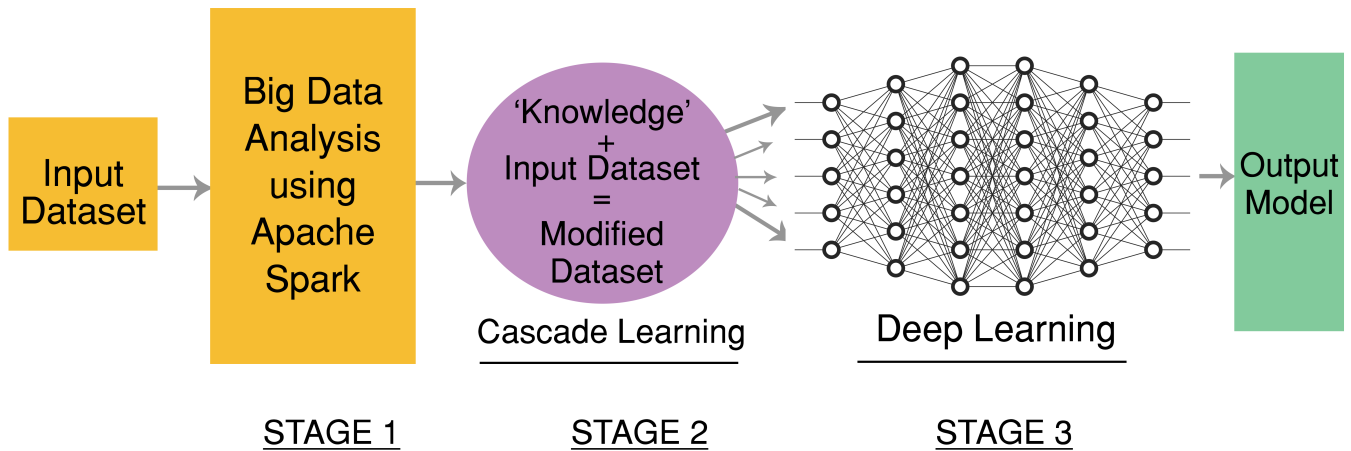 Input
Dataset
Big Data
Analysis
using
Apache
Spark
‘Knowledge’
+
Input Dataset
=
Modified
Dataset
Cascade Learning
Deep Learning
Output
Model
STAGE 1
STAGE 2
STAGE 3